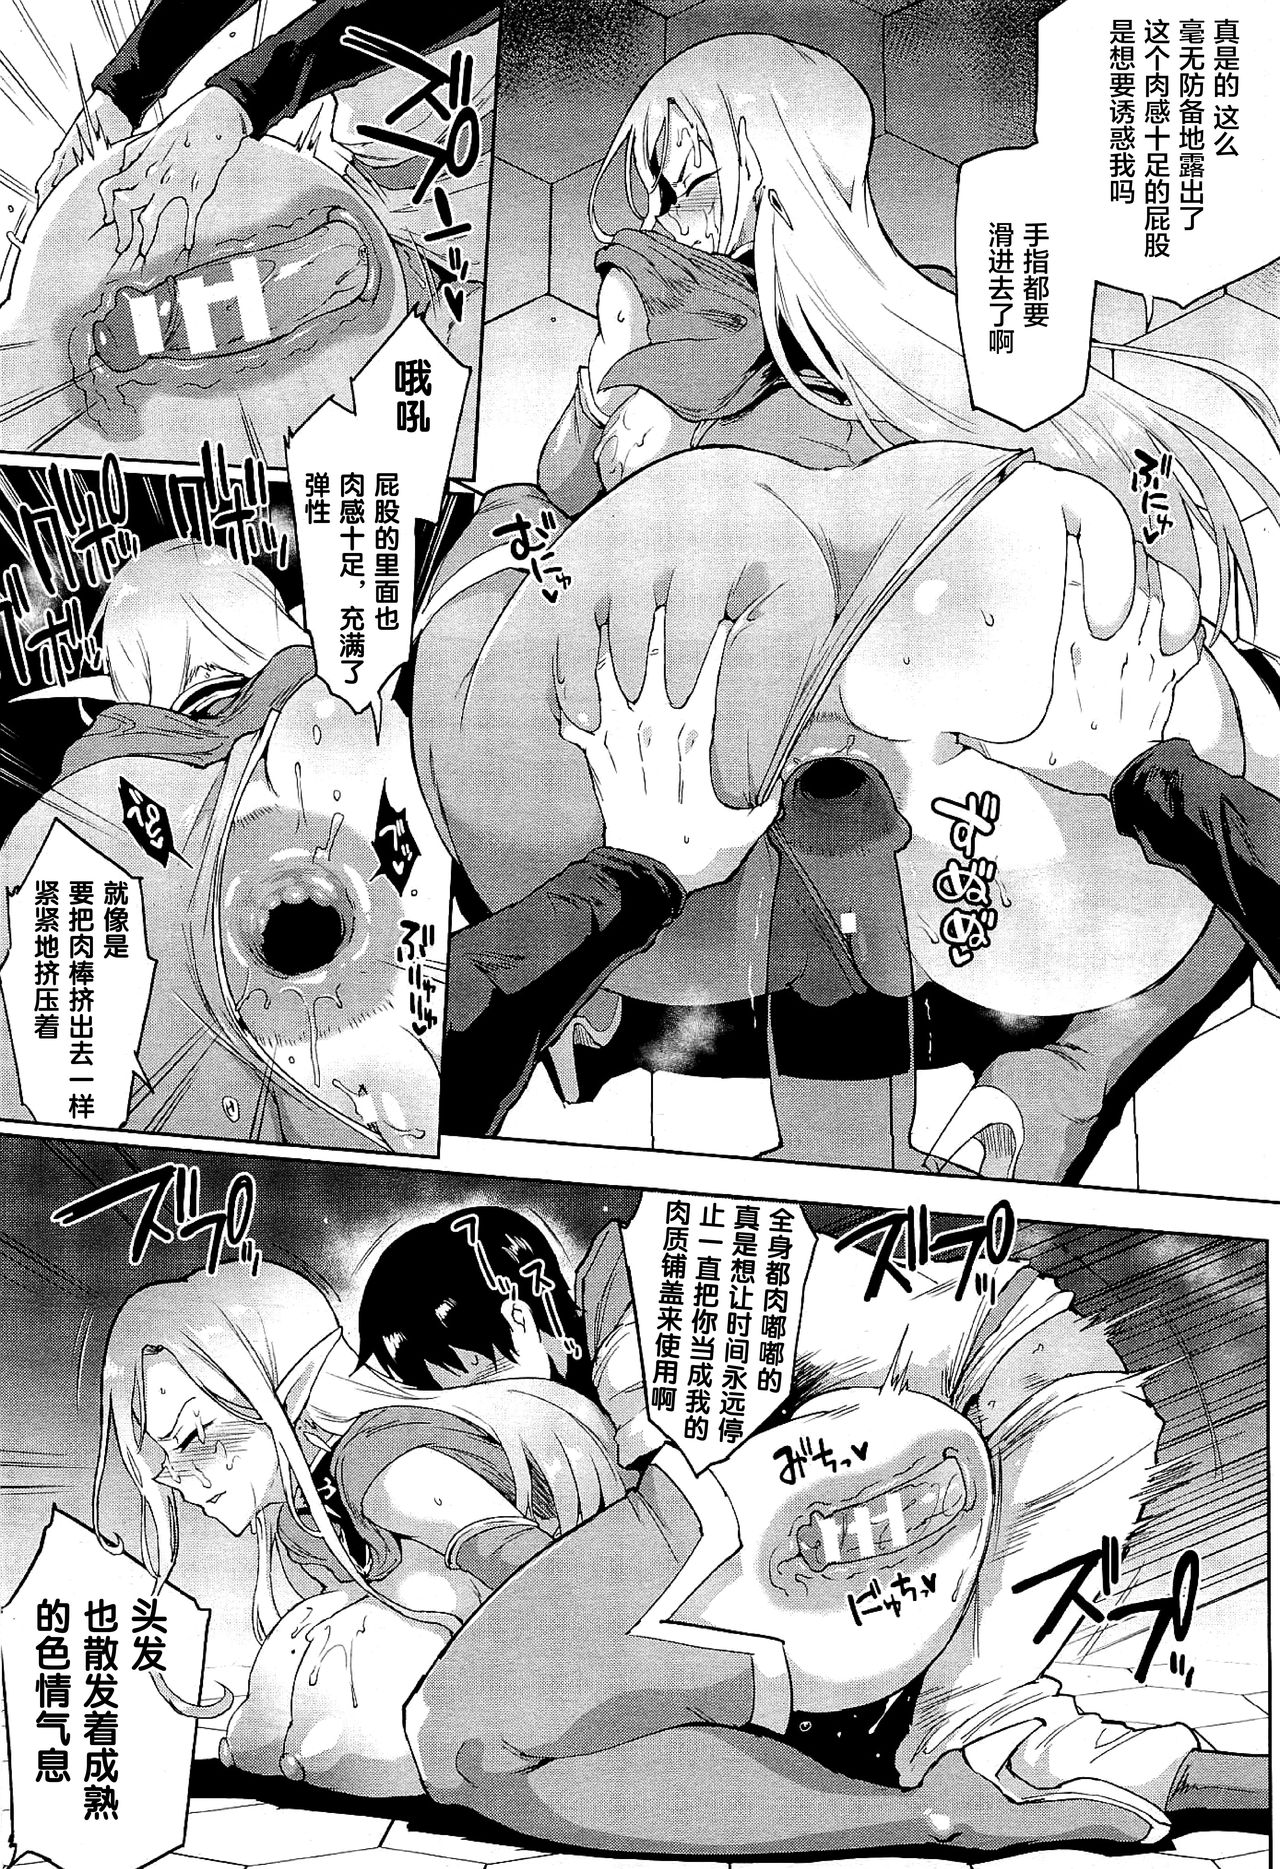 真是的 这么
毫无防备地露出了
这个肉感十足的屁股
是想要诱惑我吗
手指都要
滑进去了啊
ぶにゅ
むにゅ
ずぬぬぬ
ズプ
哦吼
屁股的里面也
肉感十足，充满了
弹性
就像是
要把肉棒挤出去一样
紧紧地挤压着
全身都肉嘟嘟的
真是想让时间永远停
止一直把你当成我的
肉质铺盖来使用啊
スー
ズプ
ズプ
ズプ
みぢっ
にゅちっ
头发
也散发着成熟
的色情气息